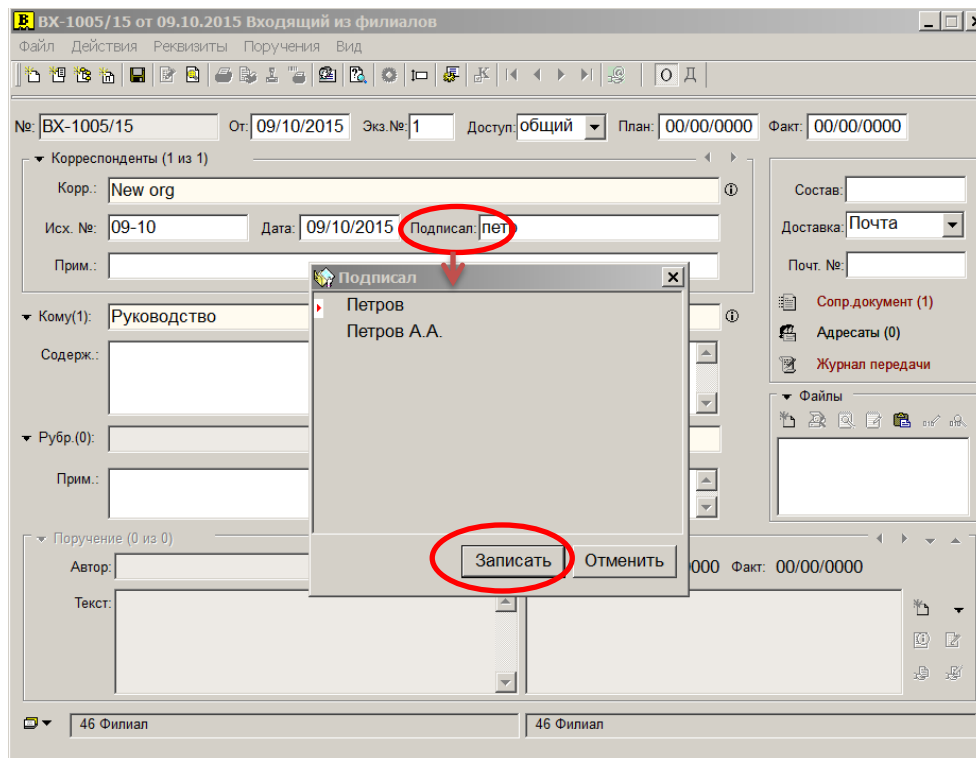 ВХ-1005/15 от 09.10.2015 Входящий из филиалов
Файл Действия Реквизиты Поручения Вид
О Д
№: ВХ-1005/15 От: 09/10/2015 Экз.№: 1 Доступ: общий План: 00/00/0000 Факт: 00/00/0000
Корреспонденты (1 из 1)
Корр.: New org
Состав:
Исх. №: 09-10 Дата: 09/10/2015 Подписал: петр
Доставка: Почта
Прим.:
Почт. №:
Подписал
Петров
Петров А.А.
Записать Отменить
Сопр.документ (1)
Кому(1): Руководство
Адресаты (0)
Содерж.:
Журнал передачи
Файлы
Рубр.(0):
Прим.:
Поручение (0 из 0)
Автор: 0000 Факт: 00/00/0000
Текст:
46 Филиал 46 Филиал